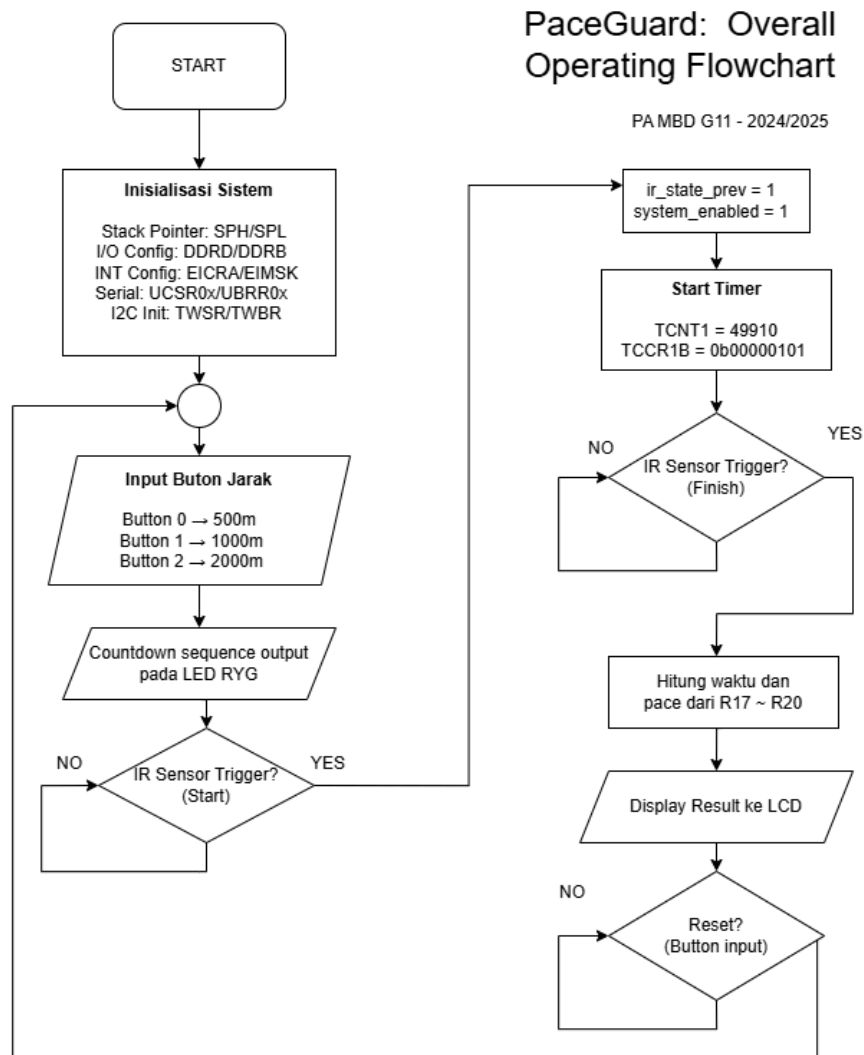 PaceGuard: Overall
Operating Flowchart
PA MBD G11 - 2024/2025
START
Inisialisasi Sistem
Stack Pointer: SPH/SPL
I/O Config: DDRD/DDRB
INT Config: EICRA/EIMSK
Serial: UCSR0x/UBRR0x
I2C Init: TWSR/TWBR
Input Buton Jarak
Button 0 → 500m
Button 1 → 1000m
Button 2 → 2000m
Countdown sequence output
pada LED RYG
NO
IR Sensor Trigger?
(Start)
YES
ir_state_prev = 1
system_enabled = 1
Start Timer
TCNT1 = 49910
TCCR1B = 0b00000101
NO
IR Sensor Trigger?
(Finish)
YES
Hitung waktu dan
pace dari R17 ~ R20
Display Result ke LCD
NO
Reset?
(Button input)